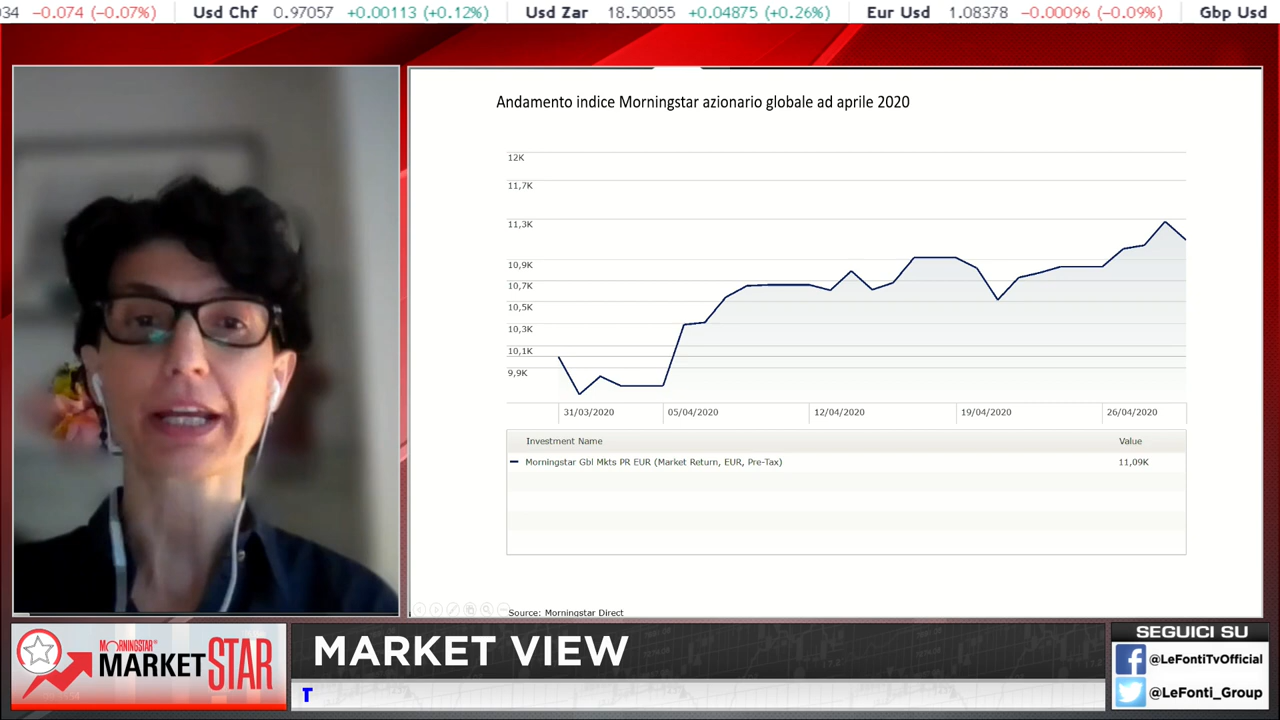 034 -0.074 (-0.07%) Usd Chf 0.97057 +0.00113 (+0.12%) Usd Zar 18.50055 +0.04875 (+0.26%) Eur Usd 1.08378 -0.00096 (-0.09%) Gbp Usd
Andamento indice Morningstar azionario globale ad aprile 2020
12K
11,7K
11,3K
10,9K
10,7K
10,5K
10,3K
10,1K
9,9K
31/03/2020 05/04/2020 12/04/2020 19/04/2020 26/04/2020
Investment Name Value
Morningstar Gbl Mkts PR EUR (Market Return, EUR, Pre-Tax) 11,09K
Source: Morningstar Direct
MORNINGSTAR
MARKET STAR
MARKET VIEW
T
SEGUICI SU
@LeFontiTvOfficial
@LeFonti_Group